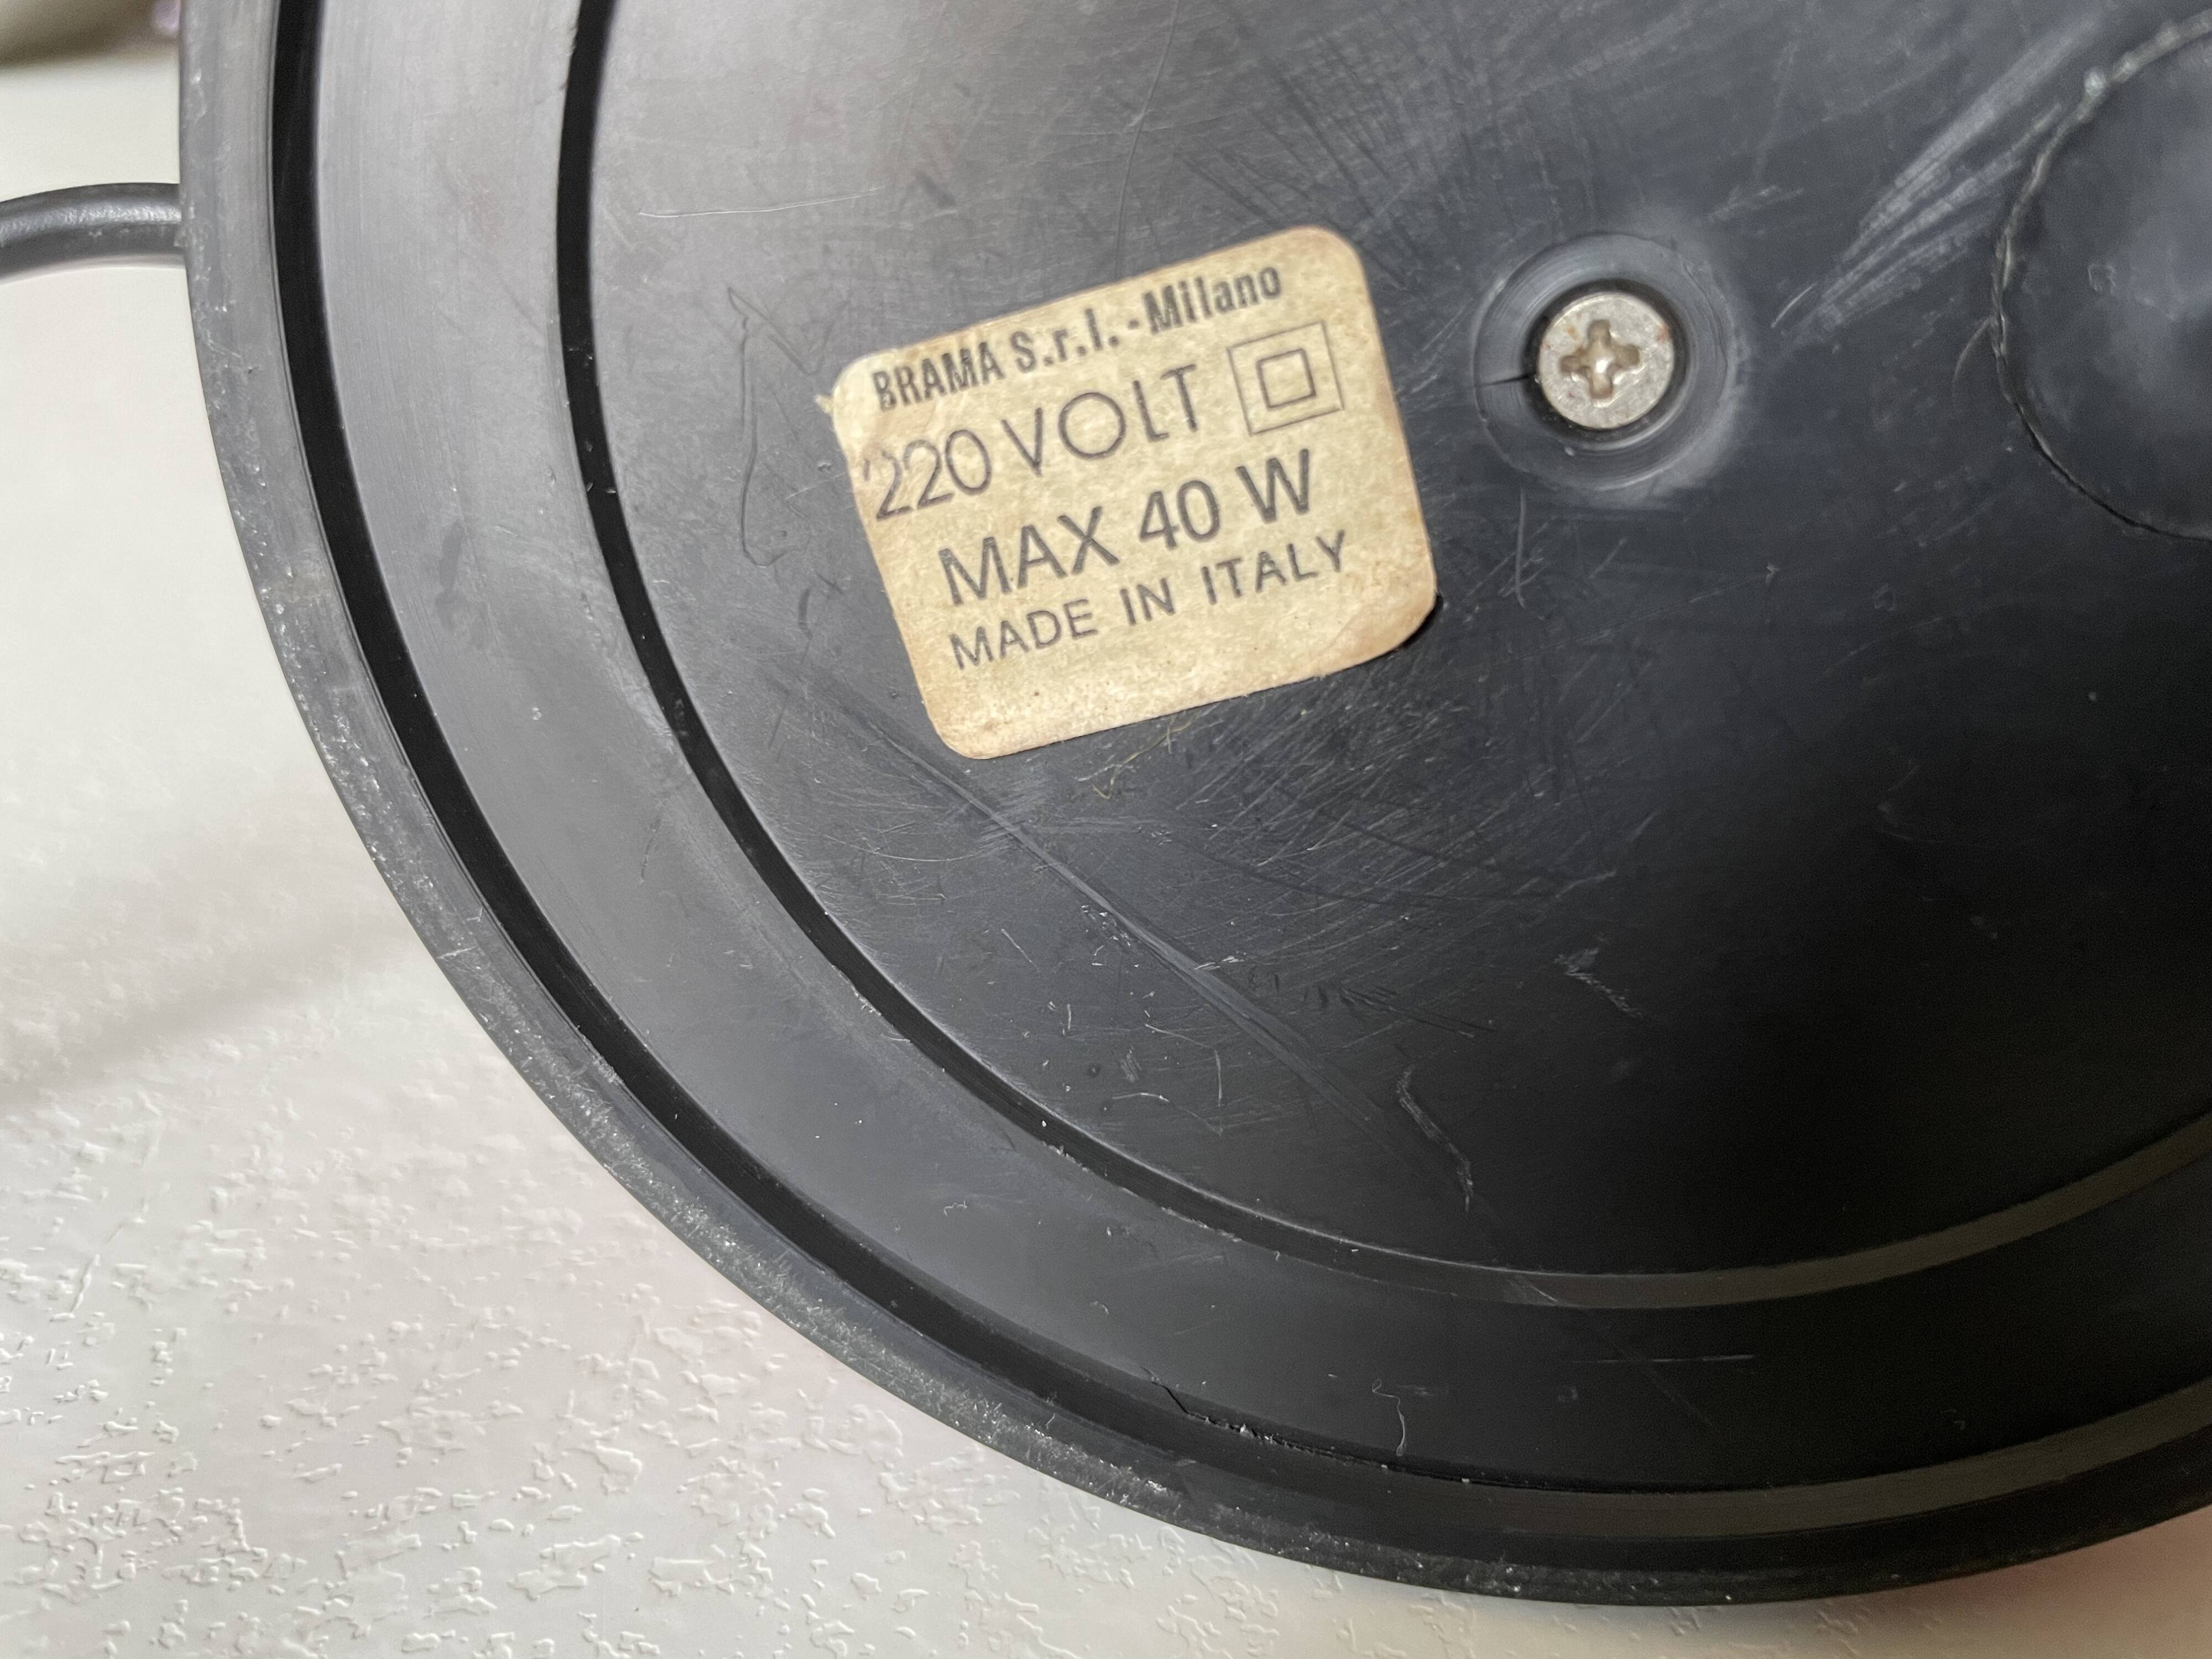 BRAMA S.r.l. - Milano
220 VOLT
MAX 40 W
MADE IN ITALY